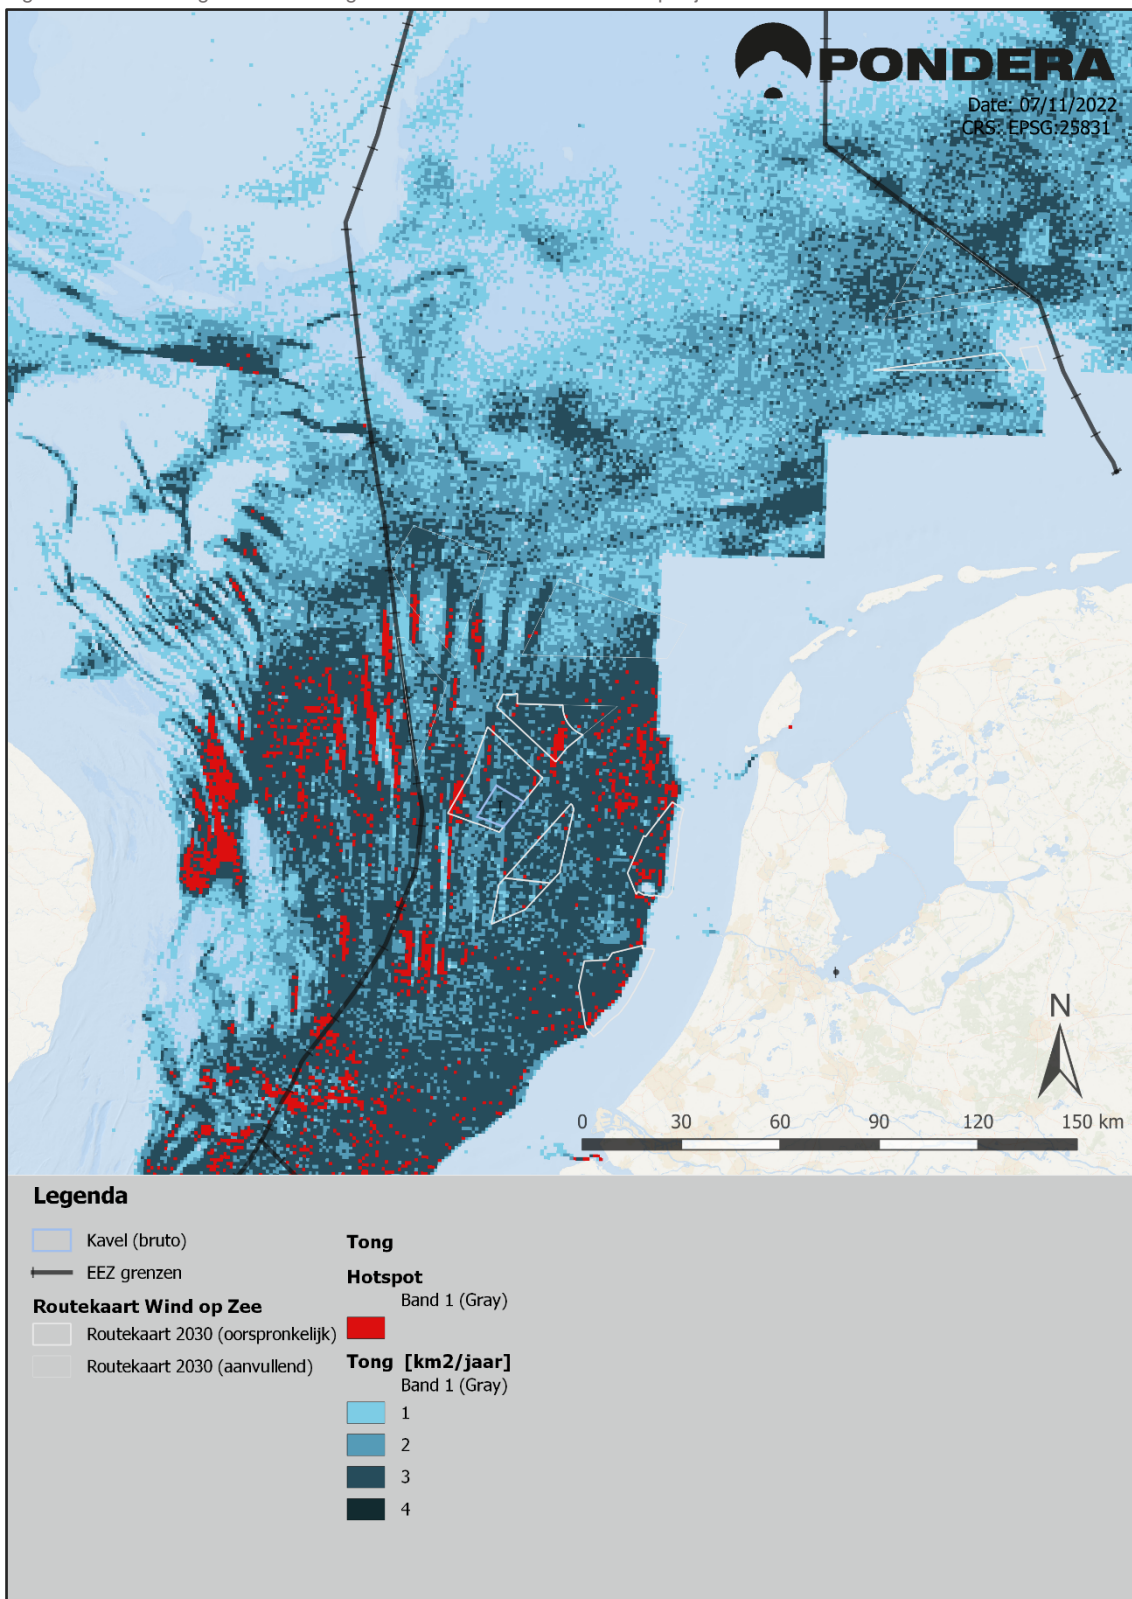 PONDERA
Date: 07/11/2022
CRS: EPSG:25831
N
0 30 60 90 120 150 km
Legenda
Kavel (bruto)
EEZ grenzen
Routekaart Wind op Zee
Routekaart 2030 (oorspronkelijk)
Routekaart 2030 (aanvullend)
Tong
Hotspot
Band 1 (Gray)
Tong [km2/jaar]
Band 1 (Gray)
1
2
3
4